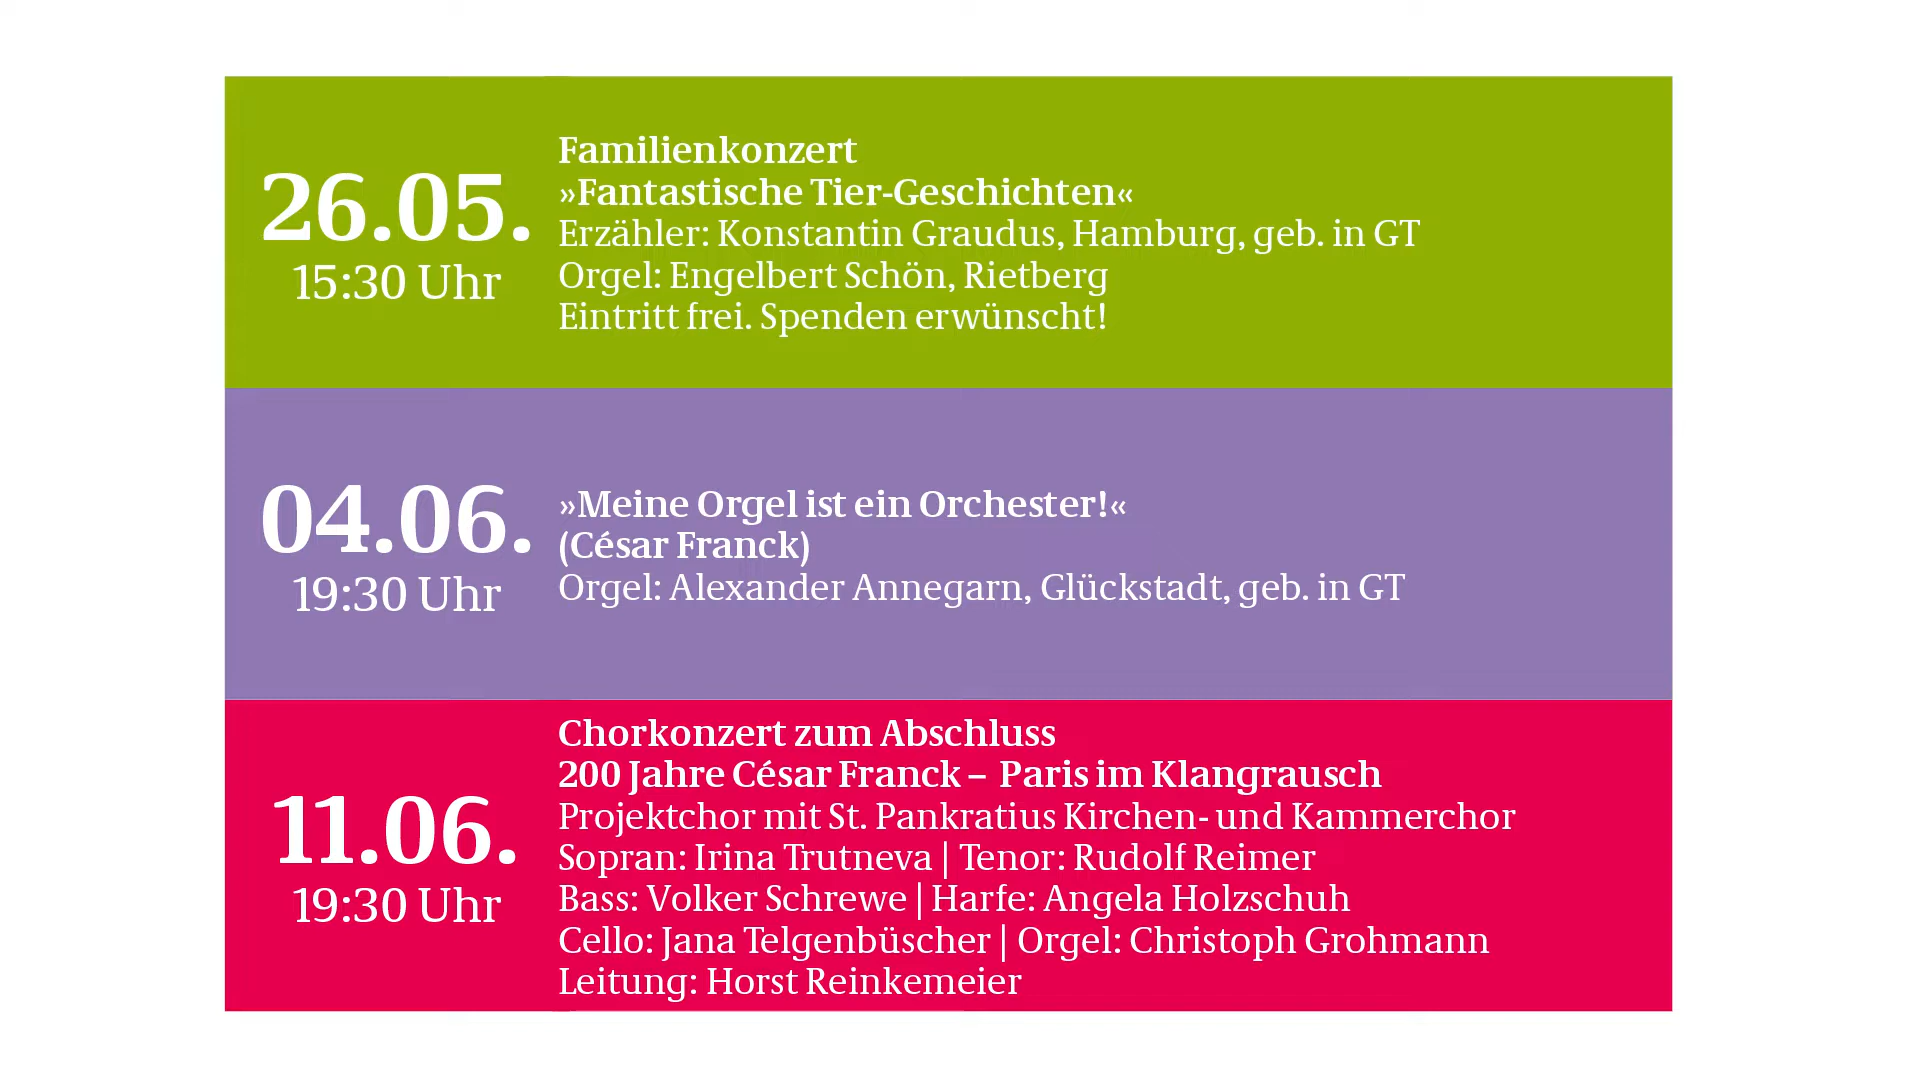 26.05.
15:30 Uhr
Familienkonzert
»Fantastische Tier-Geschichten«
Erzähler: Konstantin Graudus, Hamburg, geb. in GT
Orgel: Engelbert Schön, Rietberg
Eintritt frei. Spenden erwünscht!
04.06.
19:30 Uhr
»Meine Orgel ist ein Orchester!«
(César Franck)
Orgel: Alexander Annegarn, Glückstadt, geb. in GT
11.06.
19:30 Uhr
Chorkonzert zum Abschluss
200 Jahre César Franck – Paris im Klangrausch
Projektchor mit St. Pankratius Kirchen- und Kammerchor
Sopran: Irina Trutneva | Tenor: Rudolf Reimer
Bass: Volker Schrewe | Harfe: Angela Holzschuh
Cello: Jana Telgenbüscher | Orgel: Christoph Grohmann
Leitung: Horst Reinkemeier